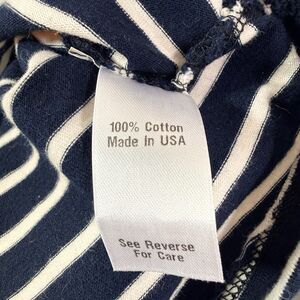 100% Cotton
Made In USA
See Reverse
For Care